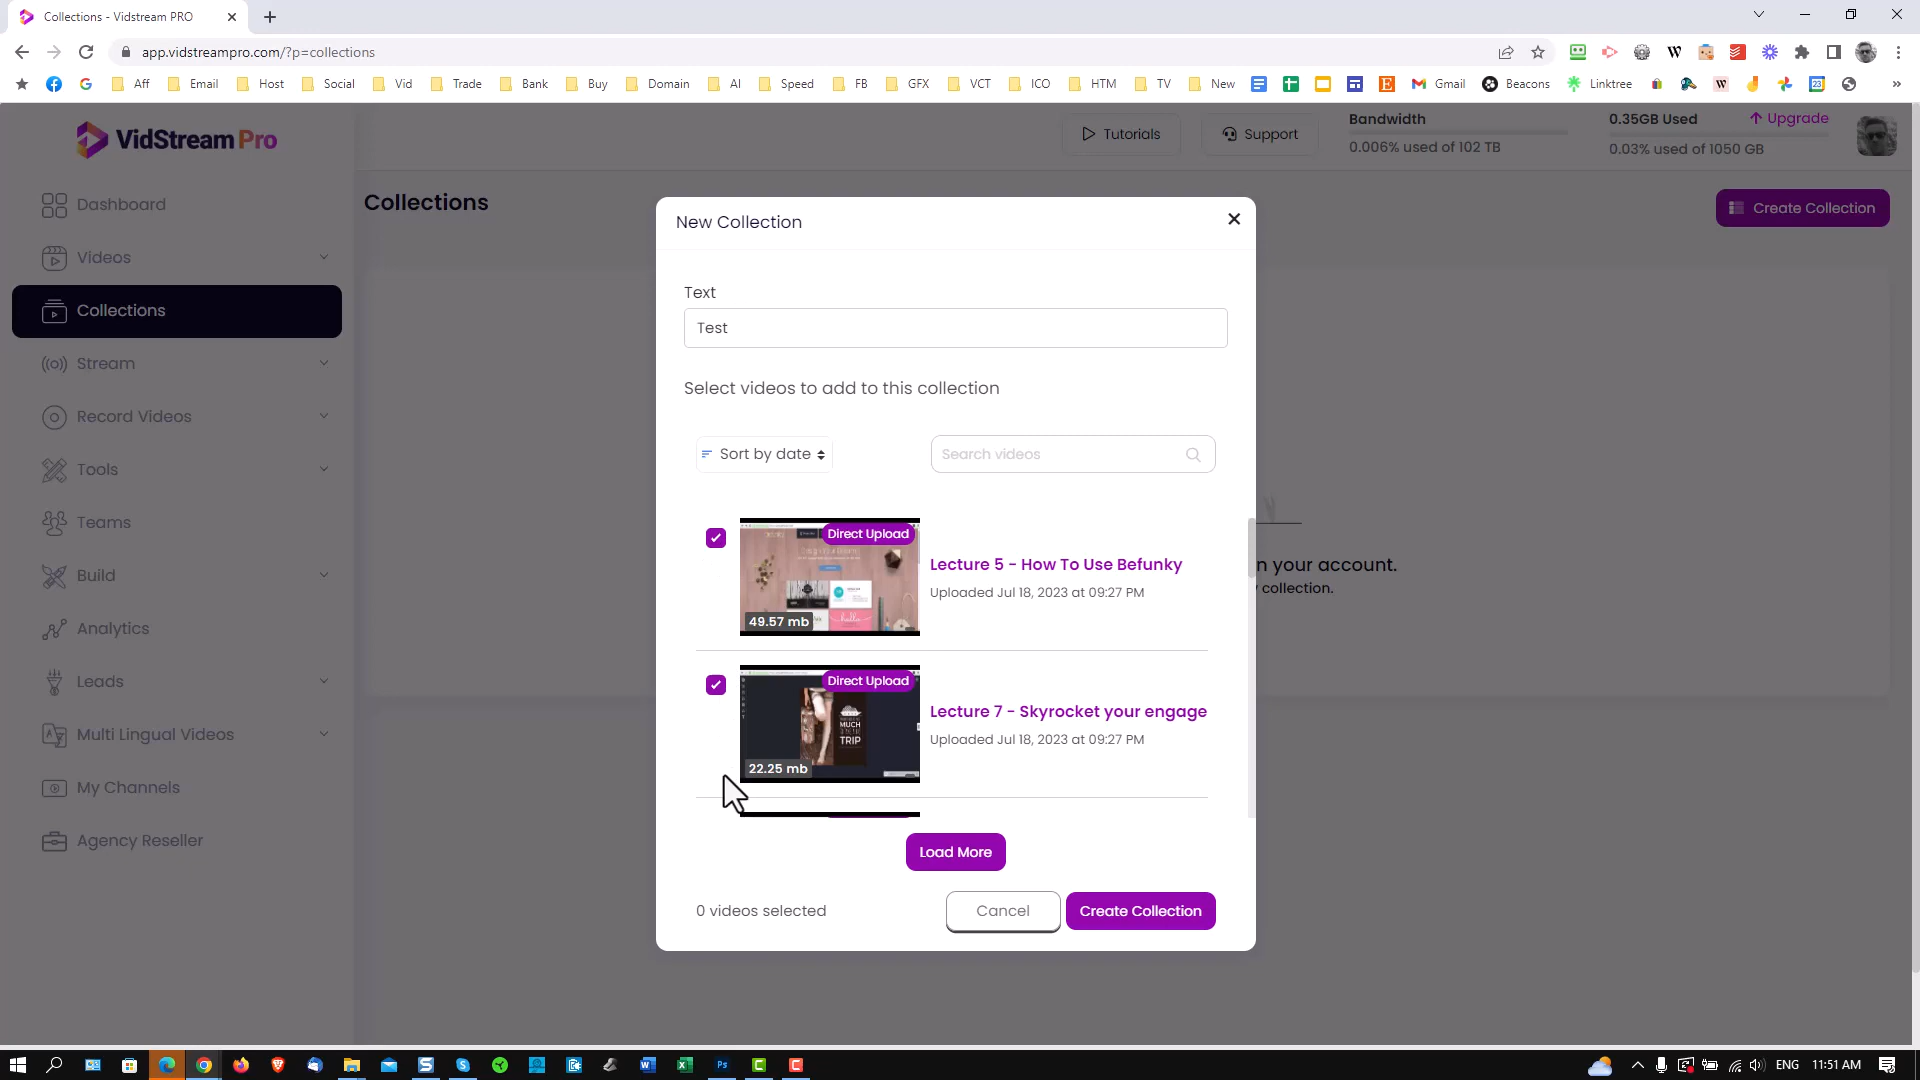 Collections - Vidstream PRO
app.vidstreampro.com/?p=collections
Aff
Email
Host
Social
Vid
Trade
Bank
Buy
Domain
AI
Speed
FB
GFX
VCT
ICO
HTM
TV
New
Gmail
Beacons
Linktree
VidStream Pro
Tutorials
Support
Bandwidth
0.006% used of 102 TB
0.35GB Used
Upgrade
0.03% used of 1050 GB
Dashboard
Videos
Collections
Stream
Record Videos
Tools
Teams
Build
Analytics
Leads
Multi Lingual Videos
My Channels
Agency Reseller
Collections
Create Collection
n your account.
collection.
New Collection
Text
Test
Select videos to add to this collection
Sort by date
Search videos
Direct Upload
49.57 mb
Lecture 5 - How To Use Befunky
Uploaded Jul 18, 2023 at 09:27 PM
Direct Upload
MUCH
TRIP
22.25 mb
Lecture 7 - Skyrocket your engage
Uploaded Jul 18, 2023 at 09:27 PM
Load More
0 videos selected
Cancel
Create Collection
ENG
11:51 AM